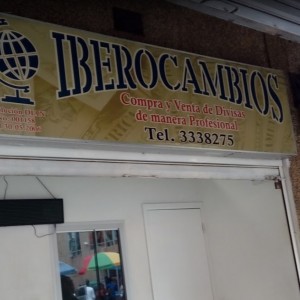 IBEROCAMBIOS
Compra y Venta de Divisas
de manera Profesional
Tel. 3338275